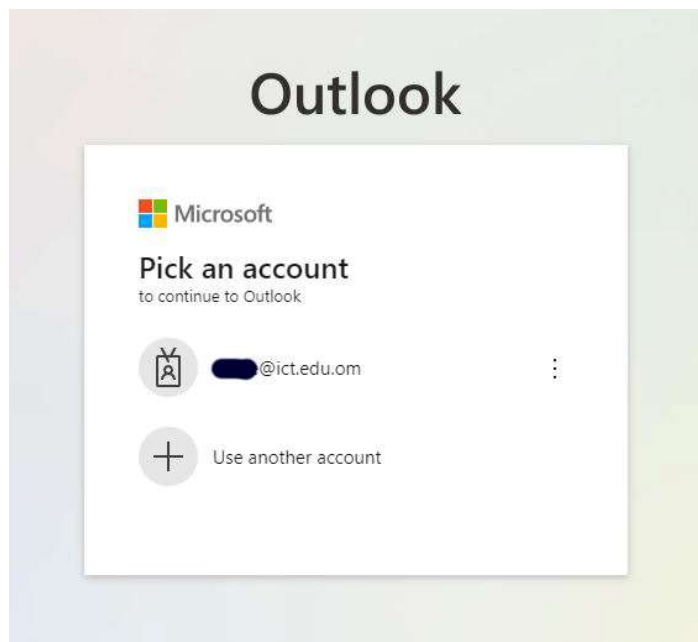 Outlook
Microsoft
Pick an account
to continue to Outlook
@ict.edu.om
Use another account